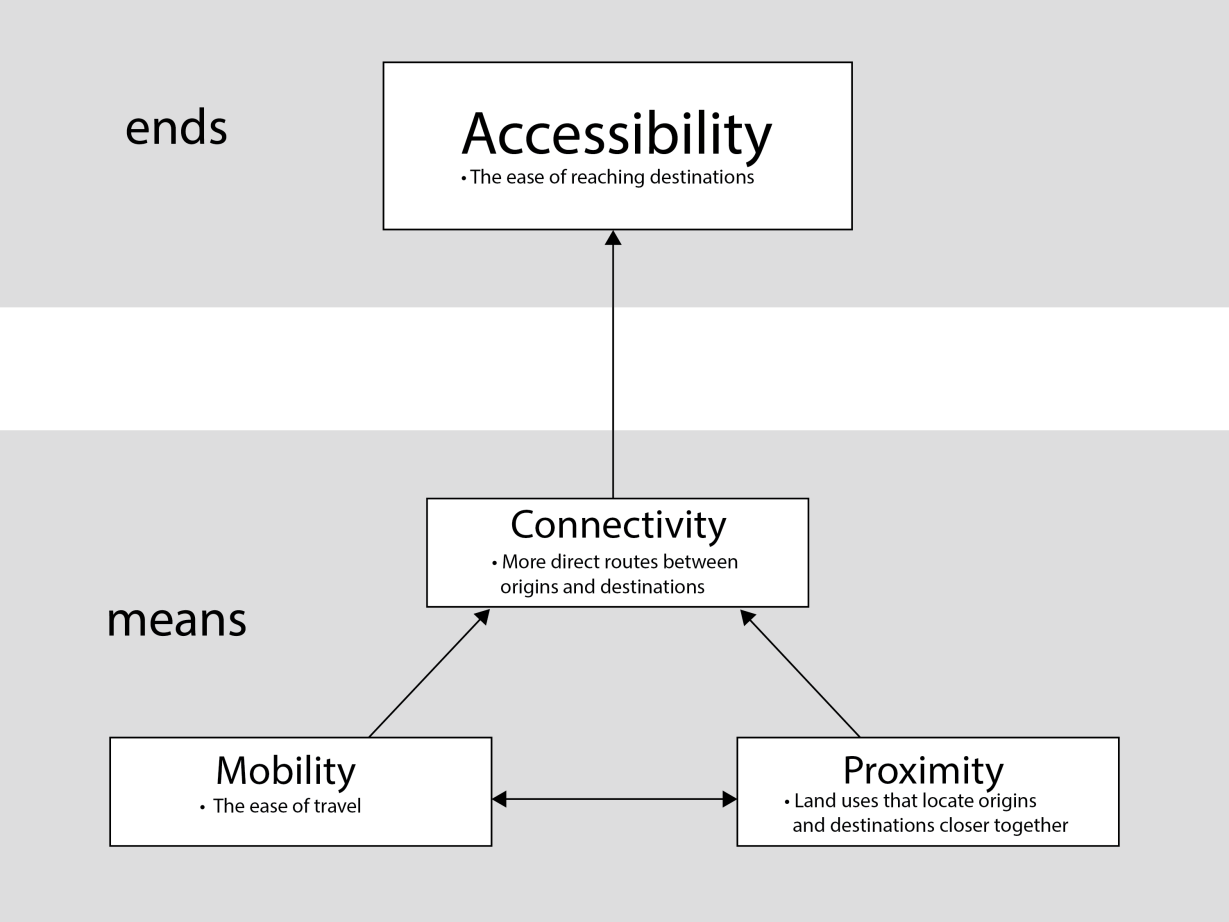 ends
Accessibility
• The ease of reaching destinations
Connectivity
• More direct routes between
origins and destinations
means
Mobility
• The ease of travel
Proximity
• Land uses that locate origins
and destinations closer together